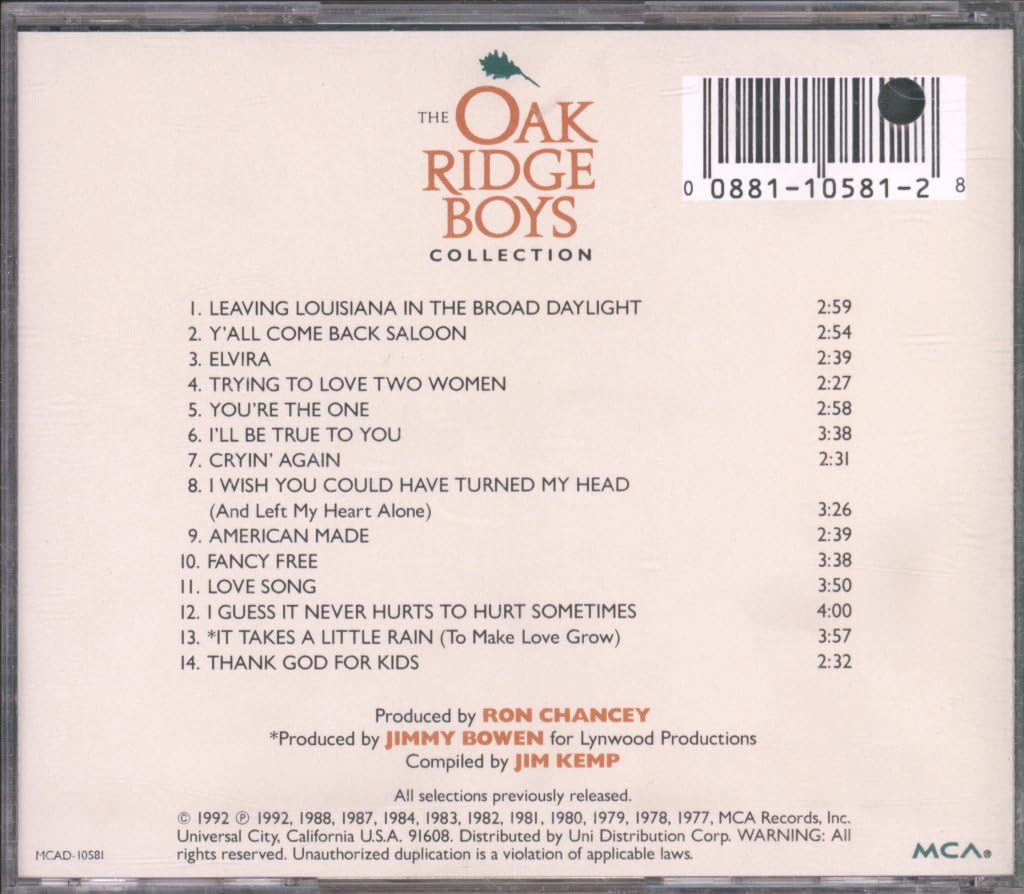 THE OAK
RIDGE
BOYS
COLLECTION
0 0881-10581-2 8
1. LEAVING LOUISIANA IN THE BROAD DAYLIGHT 2:59
2. Y'ALL COME BACK SALOON 2:54
3. ELVIRA 2:39
4. TRYING TO LOVE TWO WOMEN 2:27
5. YOU'RE THE ONE 2:58
6. I'LL BE TRUE TO YOU 3:38
7. CRYIN' AGAIN 2:31
8. I WISH YOU COULD HAVE TURNED MY HEAD
(And Left My Heart Alone) 3:26
9. AMERICAN MADE 2:39
10. FANCY FREE 3:38
11. LOVE SONG 3:50
12. I GUESS IT NEVER HURTS TO HURT SOMETIMES 4:00
13. *IT TAKES A LITTLE RAIN (To Make Love Grow) 3:57
14. THANK GOD FOR KIDS 2:32
Produced by RON CHANCEY
*Produced by JIMMY BOWEN for Lynwood Productions
Compiled by JIM KEMP
All selections previously released.
© 1992 ℗ 1992, 1988, 1987, 1984, 1983, 1982, 1981, 1980, 1979, 1978, 1977, MCA Records, Inc.
Universal City, California U.S.A. 91608. Distributed by Uni Distribution Corp. WARNING: All
rights reserved. Unauthorized duplication is a violation of applicable laws.
MCAD-10581
MCA®